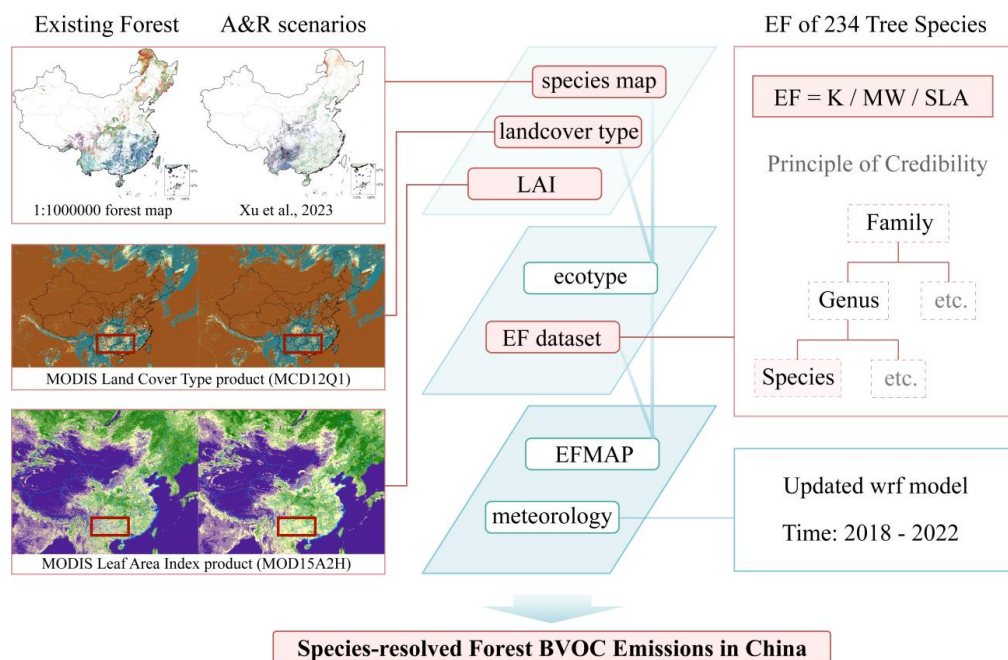 Existing Forest
A&R scenarios
1:1000000 forest map
Xu et al., 2023
MODIS Land Cover Type product (MCD12Q1)
MODIS Leaf Area Index product (MOD15A2H)
species map
landcover type
LAI
ecotype
EF dataset
EFMAP
meteorology
EF of 234 Tree Species
EF = K / MW / SLA
Principle of Credibility
Family
Genus
etc.
Species
etc.
Updated wrf model
Time: 2018 - 2022
Species-resolved Forest BVOC Emissions in China